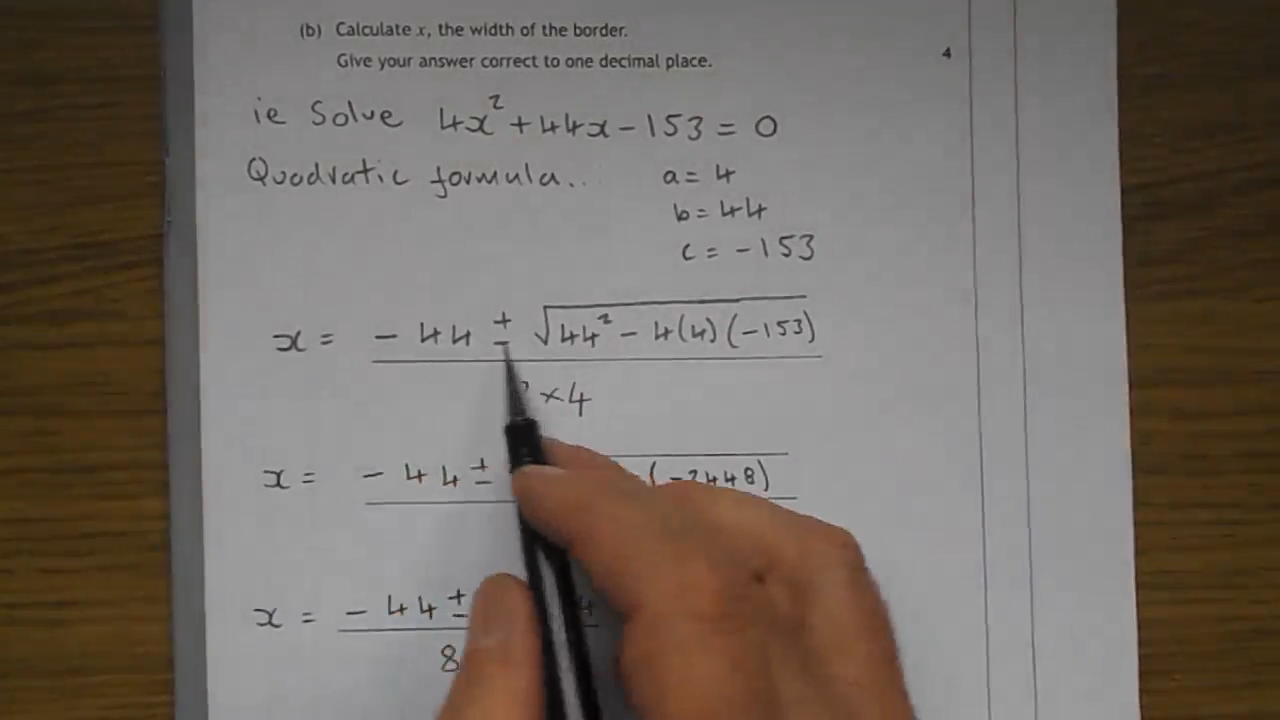 (b) Calculate x, the width of the border.
Give your answer correct to one decimal place.
4
ie Solve 4x² + 44x - 153 = 0
Quadratic formula..
a = 4
b = 44
c = -153
x = - 44 ± √44² - 4(4)(-153)
× 4
x = - 44 ± (-2448)
x = - 44 ±
8